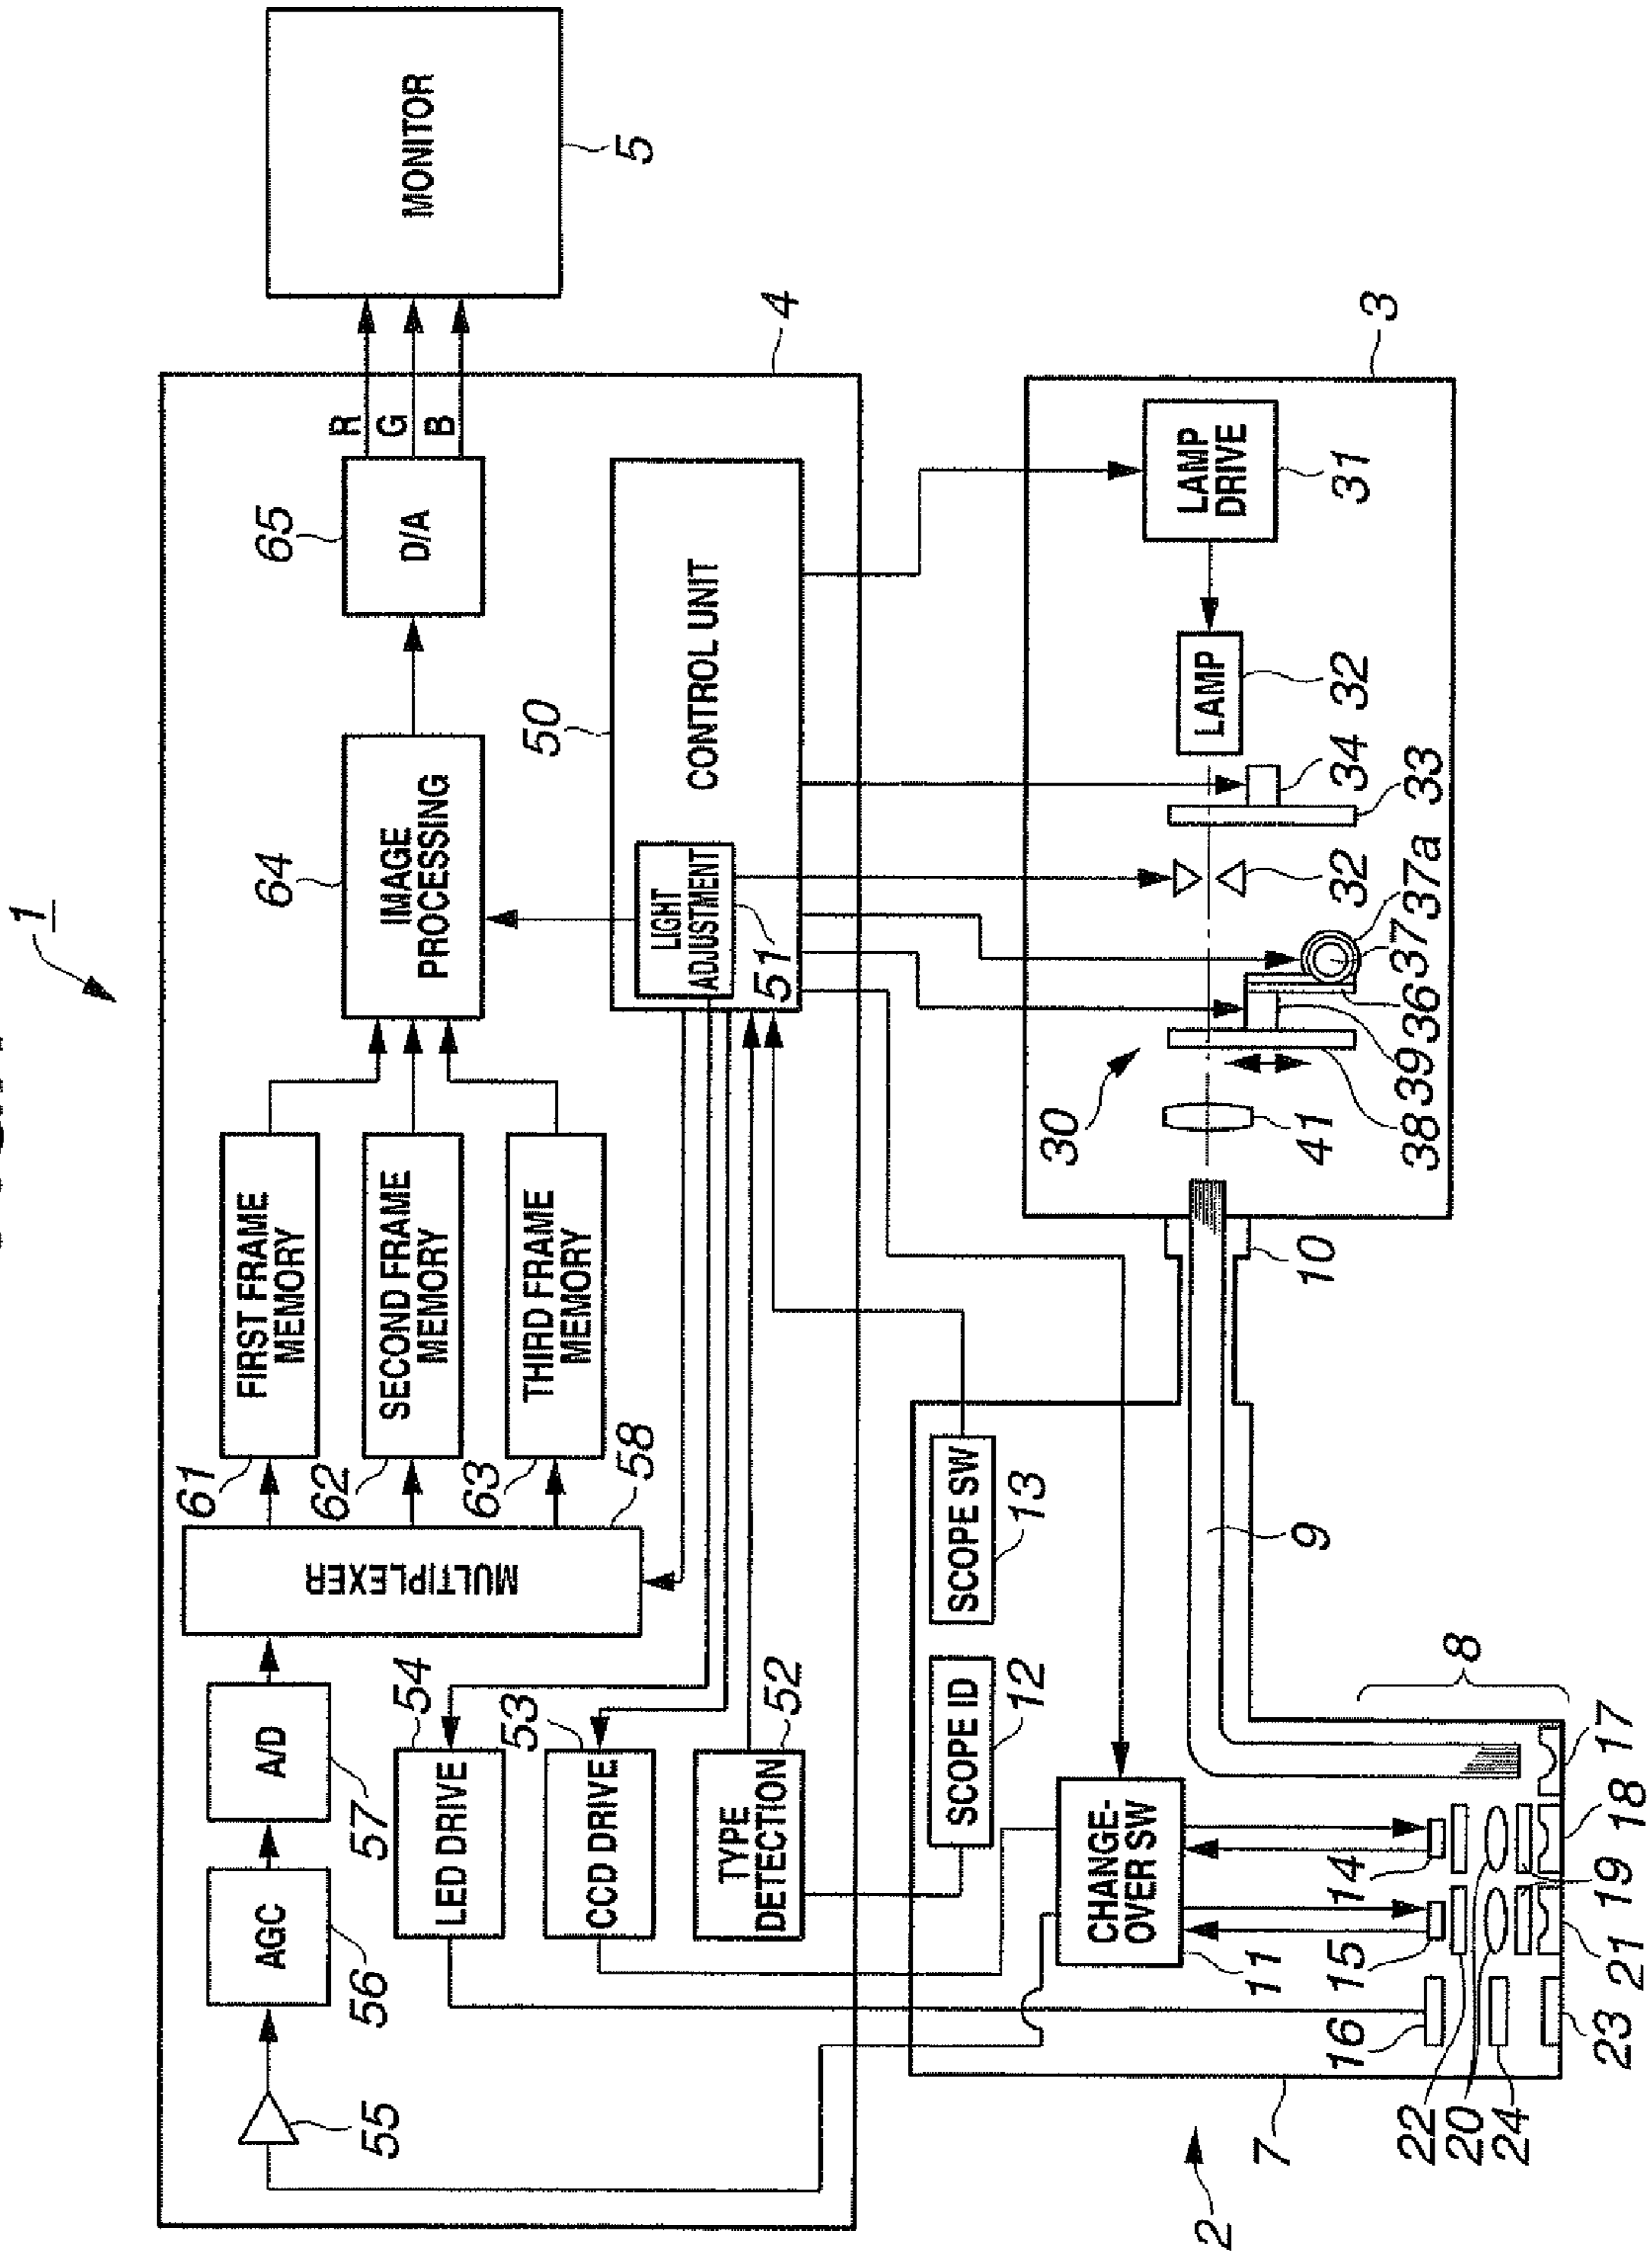 1
MONITOR
5
4
R
G
B
65
D/A
64
IMAGE
PROCESSING
50
CONTROL UNIT
LIGHT
ADJUSTMENT
51
61
FIRST FRAME
MEMORY
62
SECOND FRAME
MEMORY
63
THIRD FRAME
MEMORY
58
MULTIPLEXER
A/D
57
AGC
56
55
54
LED DRIVE
53
CCD DRIVE
52
TYPE
DETECTION
3
LAMP
DRIVE
31
LAMP
32
34
33
32
37a
37
36
39
38
41
30
10
9
SCOPE SW
13
SCOPE ID
12
CHANGE-
OVER SW
11
14
15
16
8
17
18
19
21
23
22
20
24
7
2